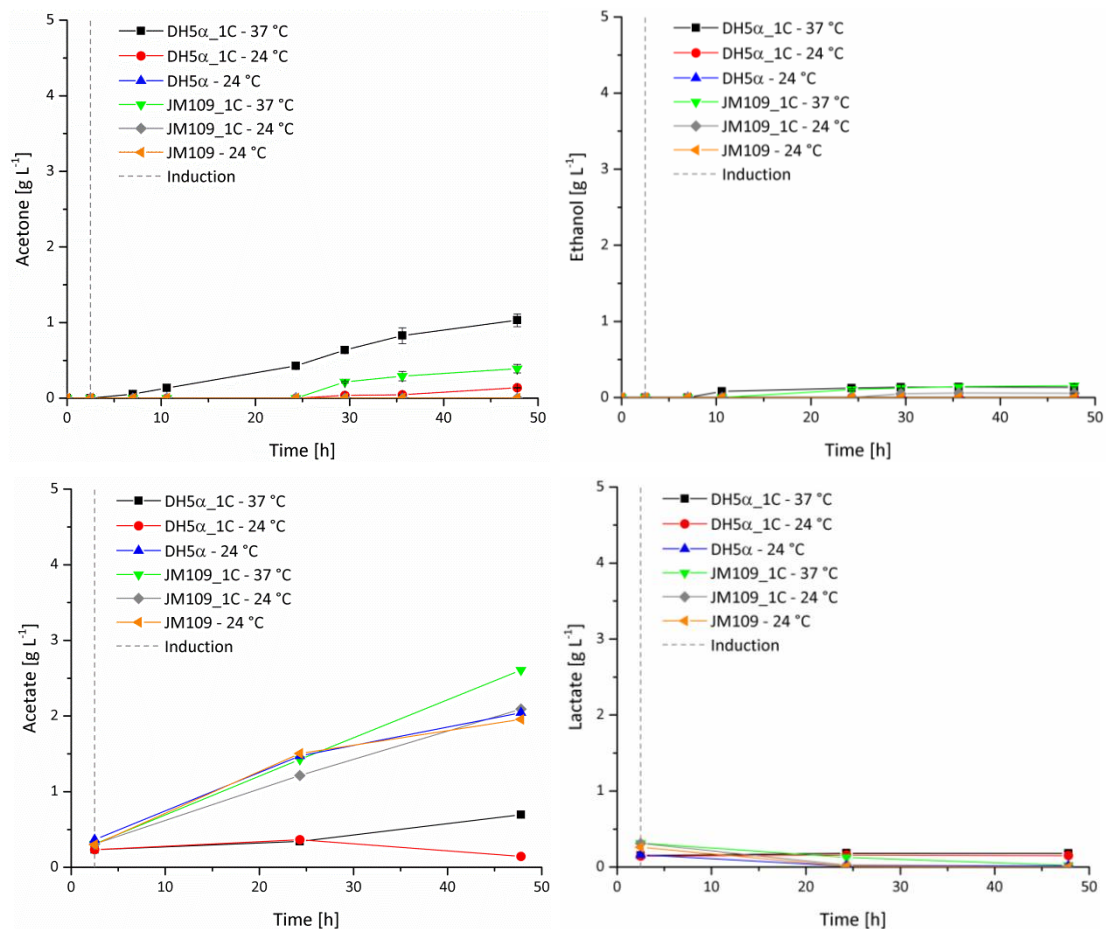 5
4
3
2
1
0
Acetone [g L⁻¹]
DH5α_1C - 37 °C
DH5α_1C - 24 °C
DH5α - 24 °C
JM109_1C - 37 °C
JM109_1C - 24 °C
JM109 - 24 °C
Induction
0 10 20 30 40 50
Time [h]
5
4
3
2
1
0
Ethanol [g L⁻¹]
DH5α_1C - 37 °C
DH5α_1C - 24 °C
DH5α - 24 °C
JM109_1C - 37 °C
JM109_1C - 24 °C
JM109 - 24 °C
Induction
0 10 20 30 40 50
Time [h]
5
4
3
2
1
0
Acetate [g L⁻¹]
DH5α_1C - 37 °C
DH5α_1C - 24 °C
DH5α - 24 °C
JM109_1C - 37 °C
JM109_1C - 24 °C
JM109 - 24 °C
Induction
0 10 20 30 40 50
Time [h]
5
4
3
2
1
0
Lactate [g L⁻¹]
DH5α_1C - 37 °C
DH5α_1C - 24 °C
DH5α - 24 °C
JM109_1C - 37 °C
JM109_1C - 24 °C
JM109 - 24 °C
Induction
0 10 20 30 40 50
Time [h]